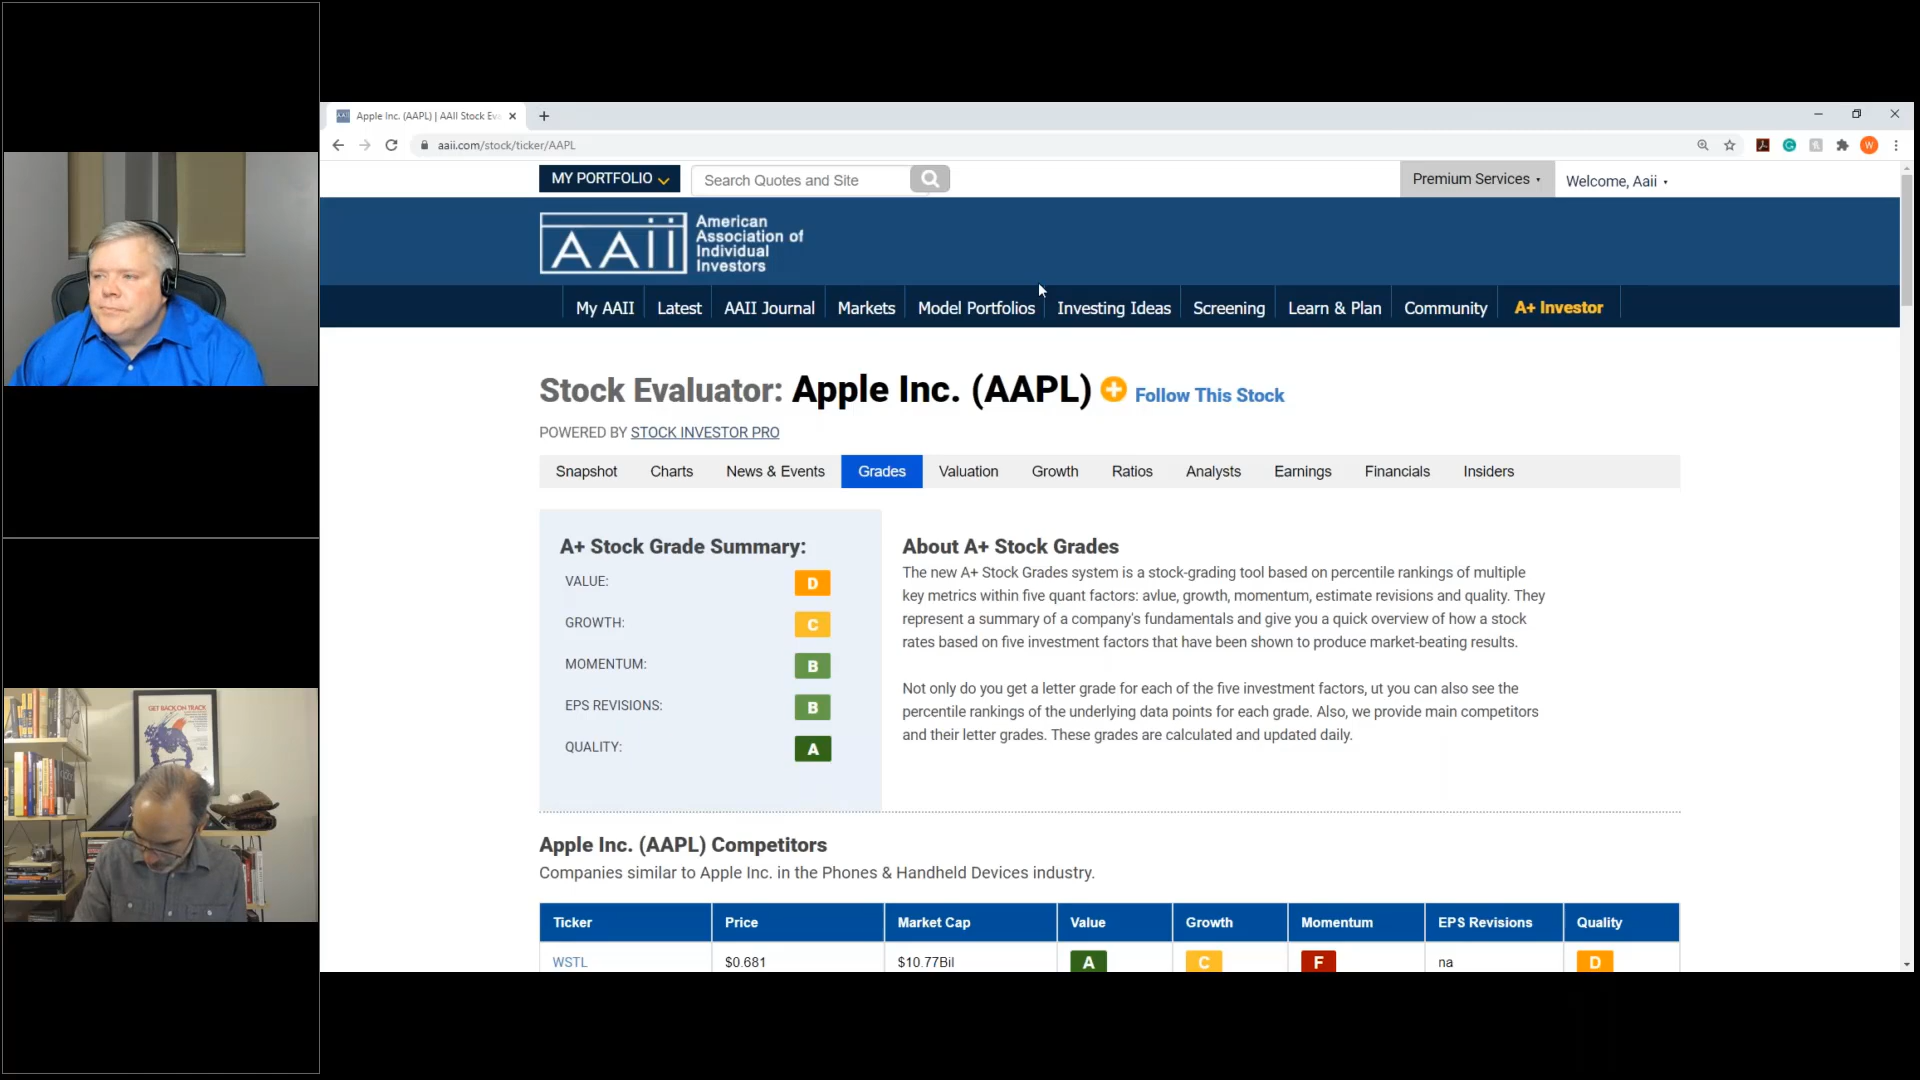 Apple Inc. (AAPL) | AAII Stock Eva
aaii.com/stock/ticker/AAPL
W
MY PORTFOLIO
Search Quotes and Site
Premium Services
Welcome, Aaii
AAII
American
Association of
Individual
Investors
My AAII
Latest
AAII Journal
Markets
Model Portfolios
Investing Ideas
Screening
Learn & Plan
Community
A+ Investor
Stock Evaluator: Apple Inc. (AAPL) Follow This Stock
POWERED BY STOCK INVESTOR PRO
Snapshot
Charts
News & Events
Grades
Valuation
Growth
Ratios
Analysts
Earnings
Financials
Insiders
A+ Stock Grade Summary:
VALUE: D
GROWTH: C
MOMENTUM: B
EPS REVISIONS: B
QUALITY: A
About A+ Stock Grades
The new A+ Stock Grades system is a stock-grading tool based on percentile rankings of multiple
key metrics within five quant factors: avlue, growth, momentum, estimate revisions and quality. They
represent a summary of a company's fundamentals and give you a quick overview of how a stock
rates based on five investment factors that have been shown to produce market-beating results.
Not only do you get a letter grade for each of the five investment factors, ut you can also see the
percentile rankings of the underlying data points for each grade. Also, we provide main competitors
and their letter grades. These grades are calculated and updated daily.
Apple Inc. (AAPL) Competitors
Companies similar to Apple Inc. in the Phones & Handheld Devices industry.
Ticker Price Market Cap Value Growth Momentum EPS Revisions Quality
WSTL $0.681 $10.77Bil A C F na D
GET BACK ON TRACK